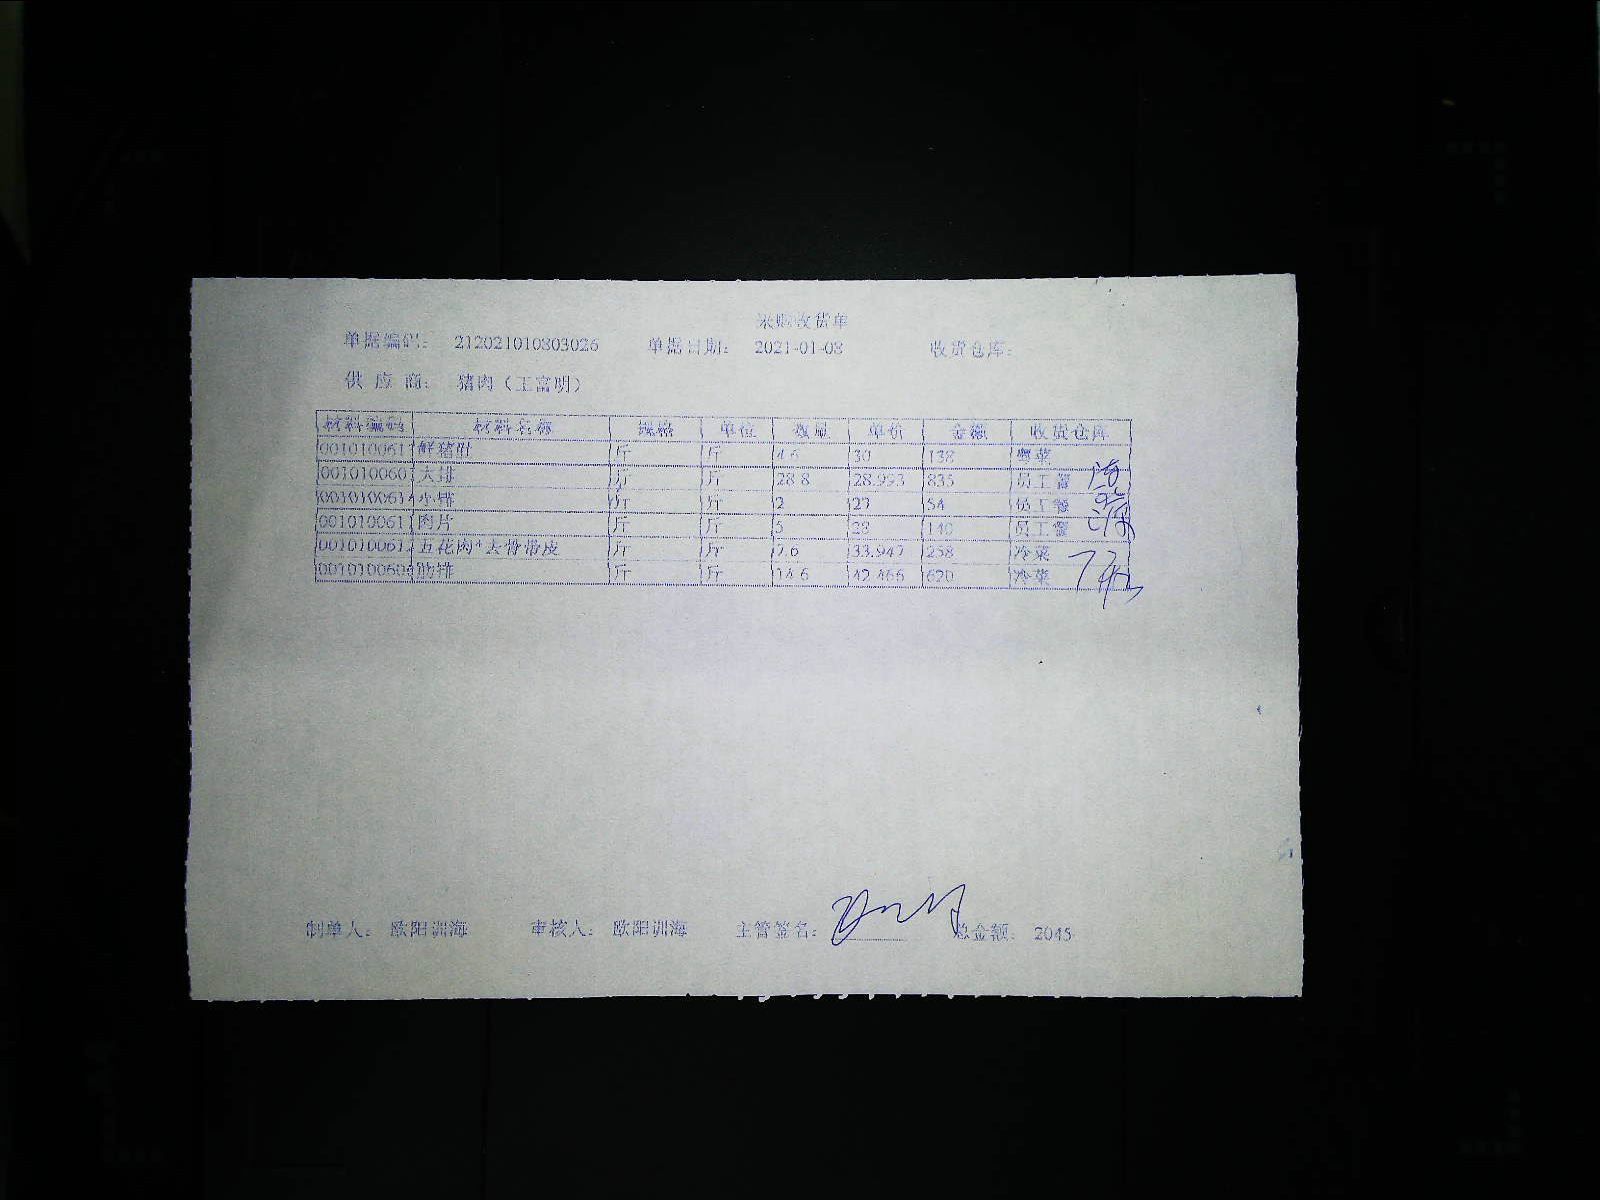 采购收货单
单据编码： 212021010803026 单据日期： 2021-01-08 收货仓库：
供 应 商： 猪肉（王富明）
材料编码 材料名称 规格 单位 数量 单价 金额 收货仓库
001010061 鲜猪肚 斤 斤 4.6 30 138
001010060 大排 斤 斤 28.8 28.993 835 员工餐
001010061 小排 斤 斤 2 27 54 员工餐
001010061 肉片 斤 斤 5 28 140 员工餐
001010061 五花肉*去骨带皮 斤 斤 7.6 33.947 258 冷菜
001010060 肋排 斤 斤 14.6 42.466 620 冷菜
制单人： 欧阳训海 审核人： 欧阳训海 主管签名： 总金额： 2045